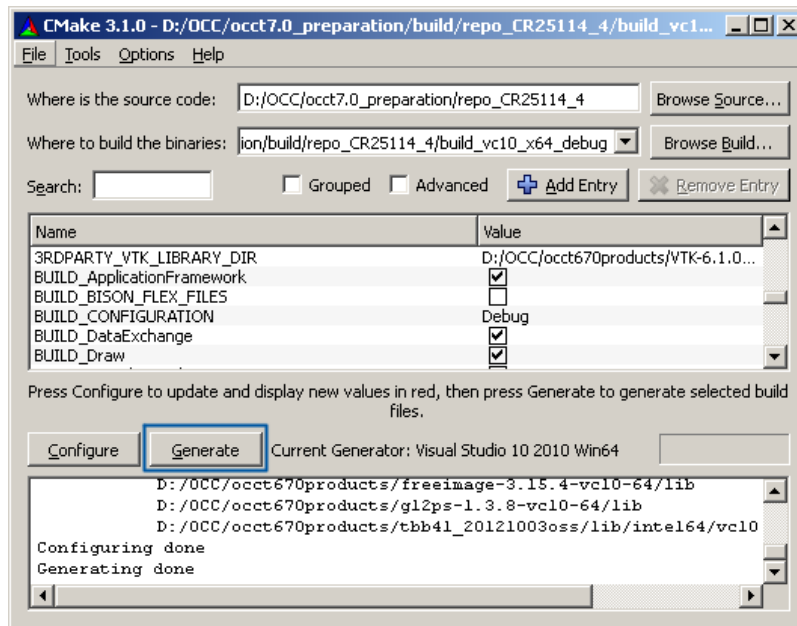 CMake 3.1.0 - D:/OCC/occt7.0_preparation/build/repo_CR25114_4/build_vc1...
File Tools Options Help
Where is the source code: D:/OCC/occt7.0_preparation/repo_CR25114_4 Browse Source...
Where to build the binaries: ion/build/repo_CR25114_4/build_vc10_x64_debug Browse Build...
Search: Grouped Advanced Add Entry Remove Entry
Name Value
3RDPARTY_VTK_LIBRARY_DIR D:/OCC/occt670products/VTK-6.1.0...
BUILD_ApplicationFramework
BUILD_BISON_FLEX_FILES
BUILD_CONFIGURATION Debug
BUILD_DataExchange
BUILD_Draw
Press Configure to update and display new values in red, then press Generate to generate selected build
files.
Configure Generate Current Generator: Visual Studio 10 2010 Win64
D:/OCC/occt670products/freeimage-3.15.4-vc10-64/lib
D:/OCC/occt670products/gl2ps-1.3.8-vc10-64/lib
D:/OCC/occt670products/tbb41_20121003oss/lib/intel64/vc10
Configuring done
Generating done